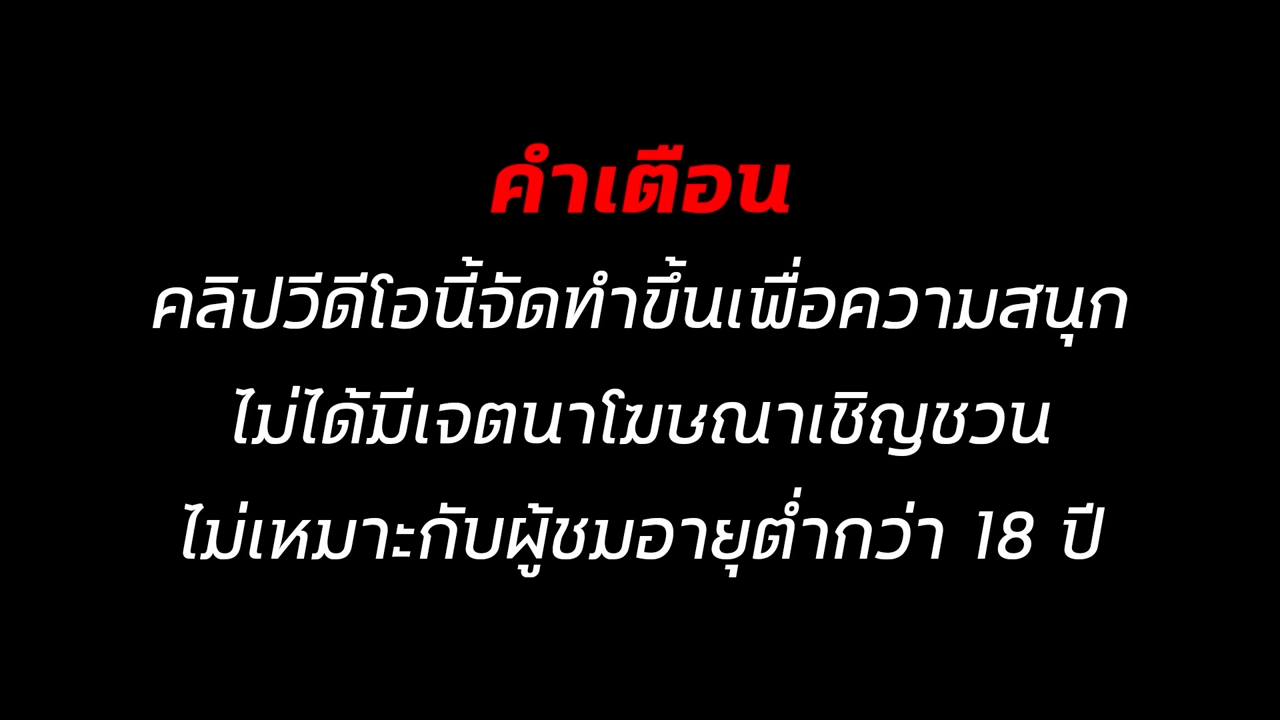 คำเตือน
คลิปวีดีโอนี้จัดทำขึ้นเพื่อความสนุก
ไม่ได้มีเจตนาโฆษณาเชิญชวน
ไม่เหมาะกับผู้ชมอายุต่ำกว่า 18 ปี